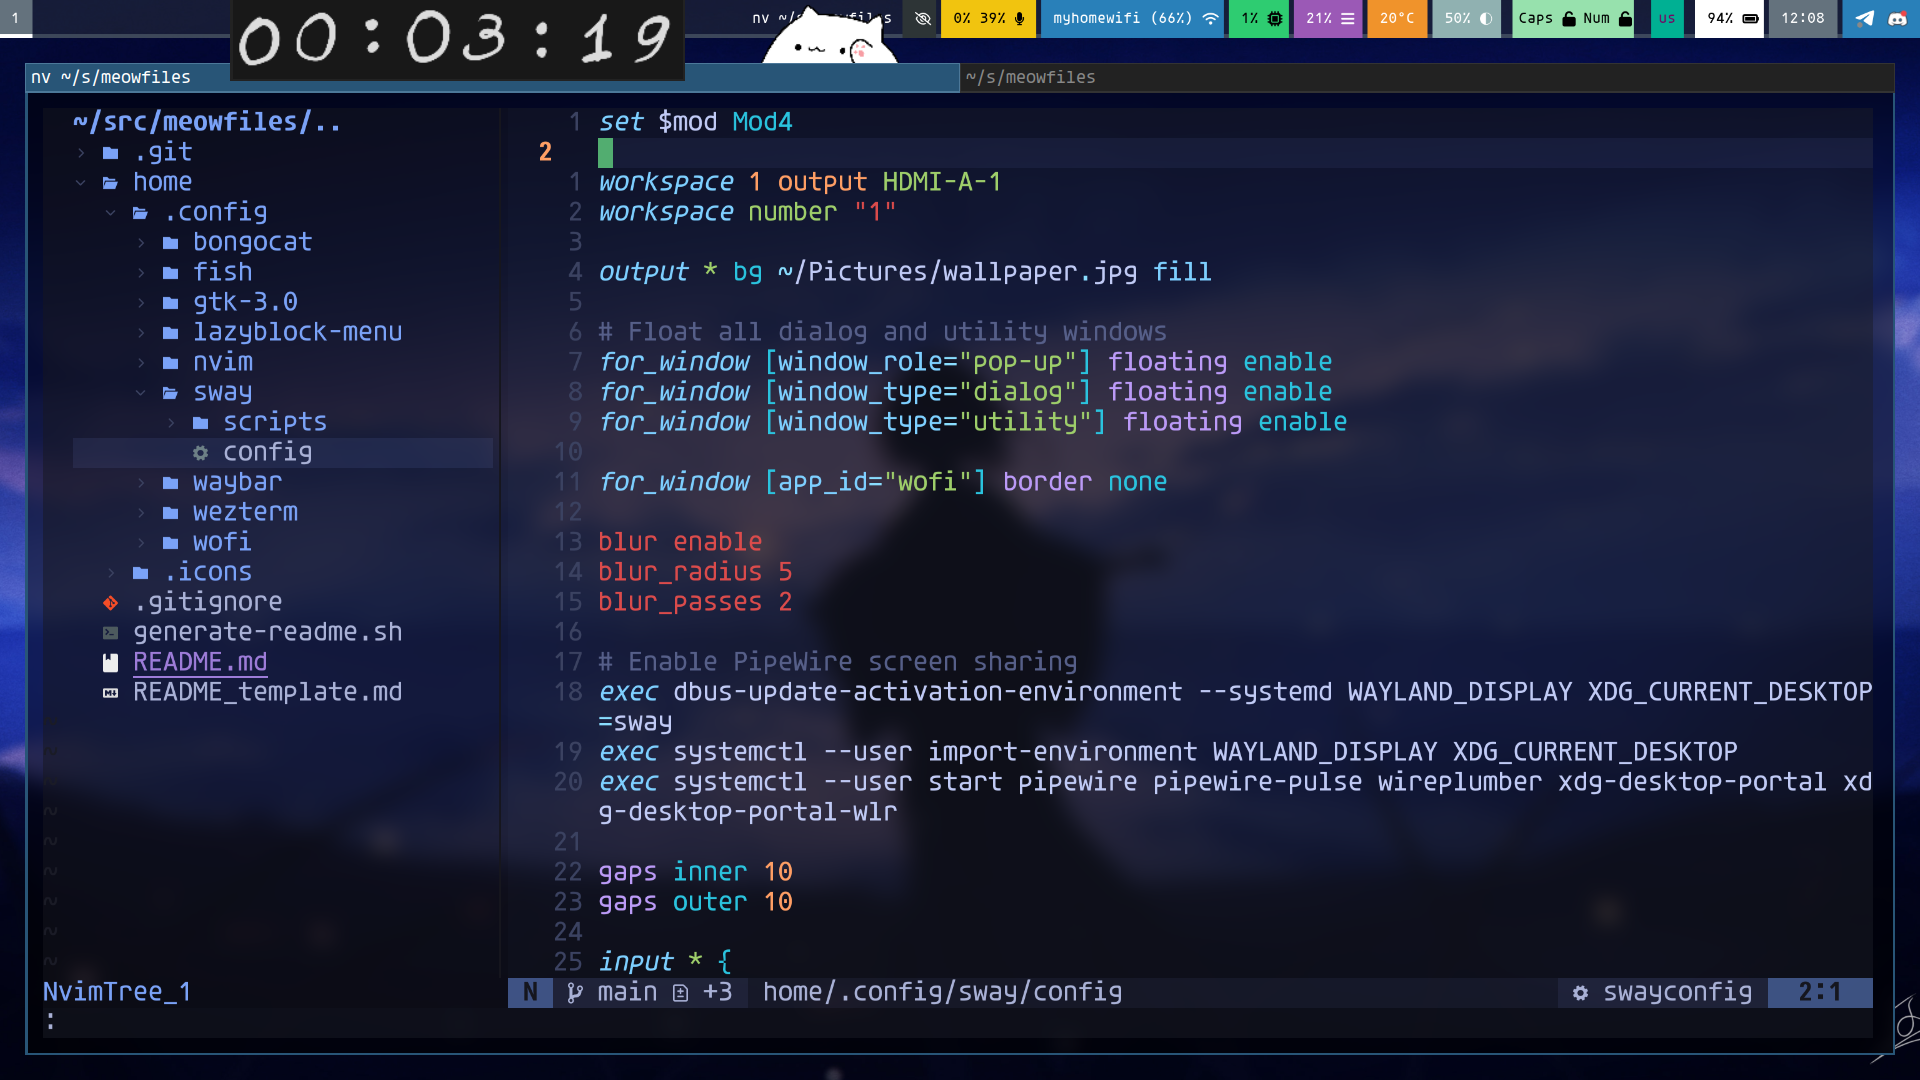 1
00:03:19
nv ~/s/meowfiles
0% 39%
myhomewifi (66%)
1%
21%
20°C
50%
Caps Num
us
94%
12:08
nv ~/s/meowfiles
~/s/meowfiles
~/src/meowfiles/..
.git
home
.config
bongocat
fish
gtk-3.0
lazyblock-menu
nvim
sway
scripts
config
waybar
wezterm
wofi
.icons
.gitignore
generate-readme.sh
README.md
README_template.md
NvimTree_1
:
1 set $mod Mod4
2
1 workspace 1 output HDMI-A-1
2 workspace number "1"
3
4 output * bg ~/Pictures/wallpaper.jpg fill
5
6 # Float all dialog and utility windows
7 for_window [window_role="pop-up"] floating enable
8 for_window [window_type="dialog"] floating enable
9 for_window [window_type="utility"] floating enable
10
11 for_window [app_id="wofi"] border none
12
13 blur enable
14 blur_radius 5
15 blur_passes 2
16
17 # Enable PipeWire screen sharing
18 exec dbus-update-activation-environment --systemd WAYLAND_DISPLAY XDG_CURRENT_DESKTOP
=sway
19 exec systemctl --user import-environment WAYLAND_DISPLAY XDG_CURRENT_DESKTOP
20 exec systemctl --user start pipewire pipewire-pulse wireplumber xdg-desktop-portal xd
g-desktop-portal-wlr
21
22 gaps inner 10
23 gaps outer 10
24
25 input * {
N main +3 home/.config/sway/config swayconfig 2:1